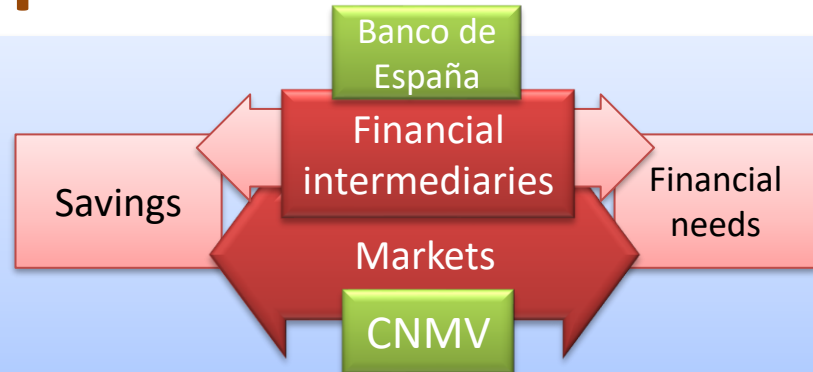 Banco de
España
Financial
intermediaries
Savings
Financial
needs
Markets
CNMV